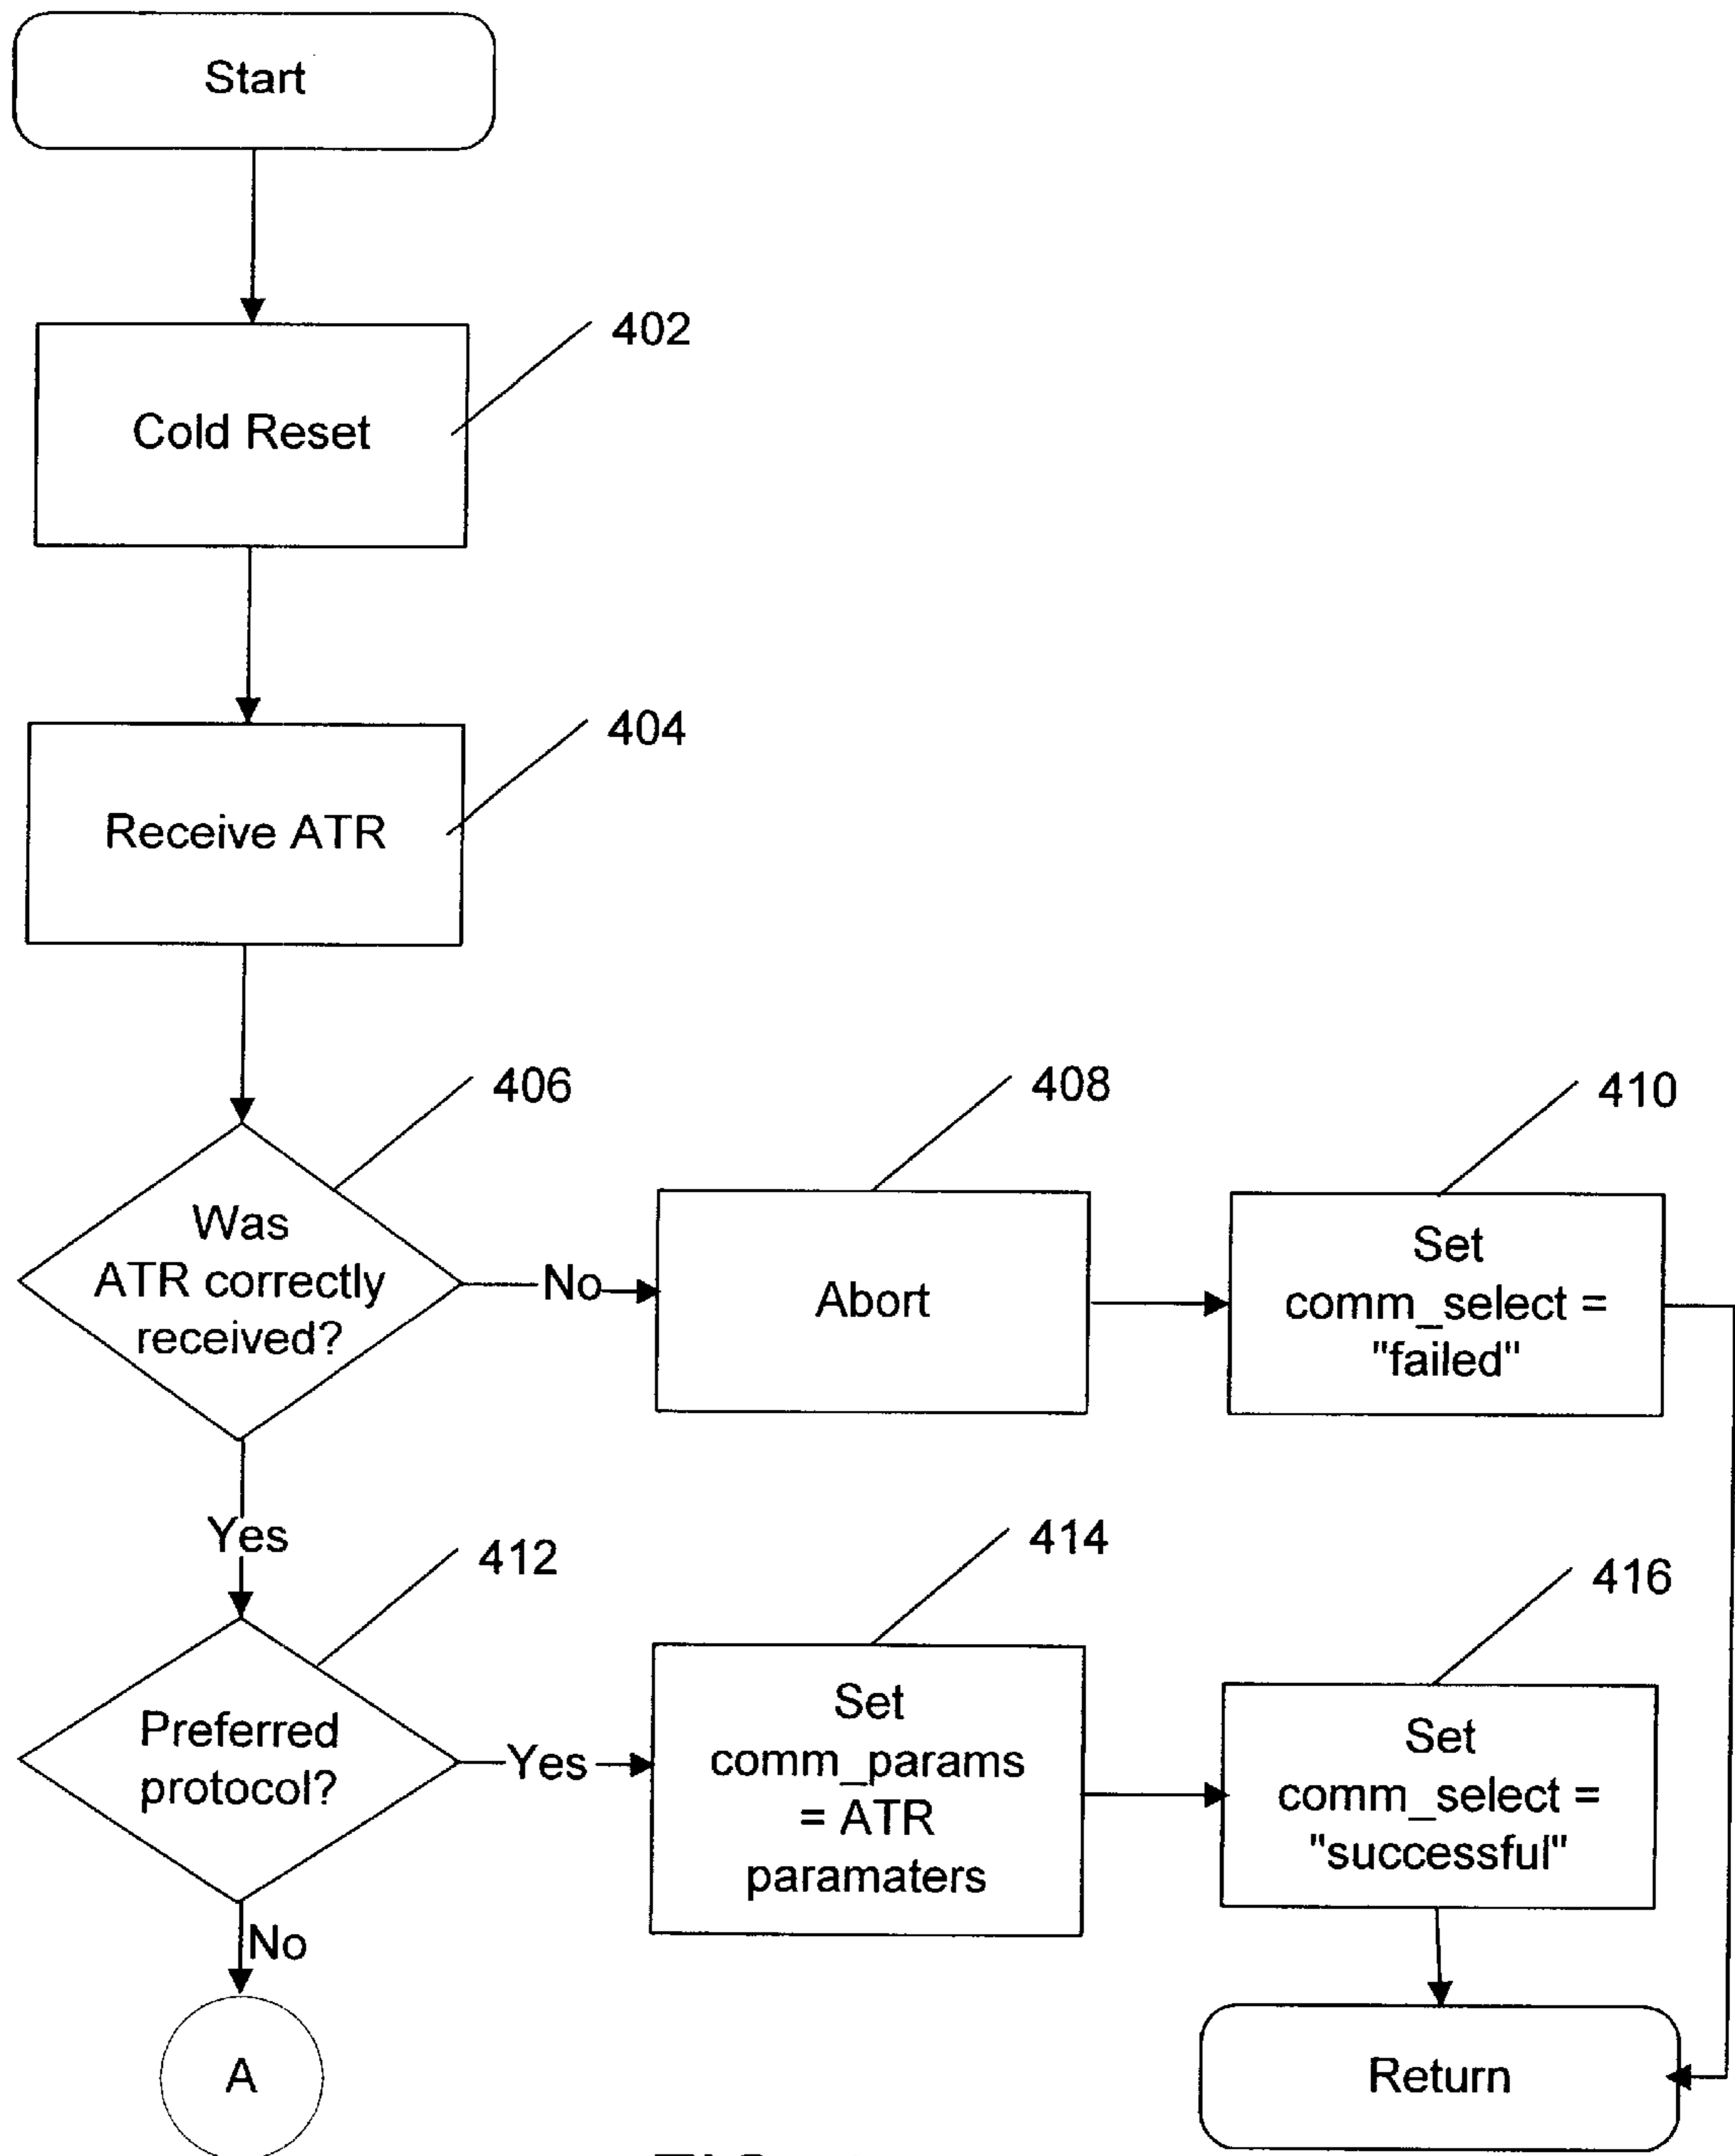 Start
402
Cold Reset
404
Receive ATR
406
408
410
Was
ATR correctly
received?
No
Abort
Set
comm_select =
"failed"
Yes
412
414
416
Preferred
protocol?
Yes
Set
comm_params
= ATR
paramaters
Set
comm_select =
"successful"
No
A
Return